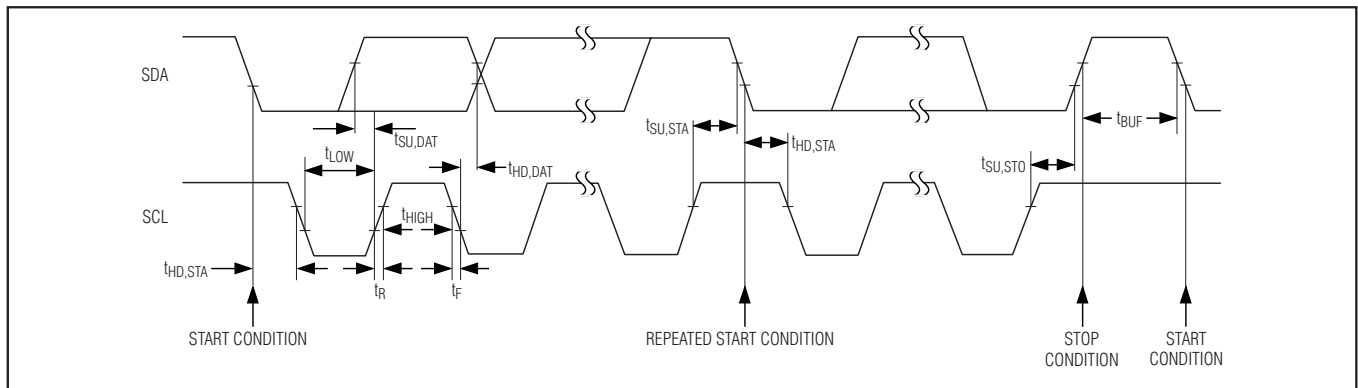 SDA
tSU,DAT
tLOW
tHD,DAT
tSU,STA
tHD,STA
tBUF
tSU,STO
SCL
tHIGH
tHD,STA
tR
tF
START CONDITION
REPEATED START CONDITION
STOP
CONDITION
START
CONDITION